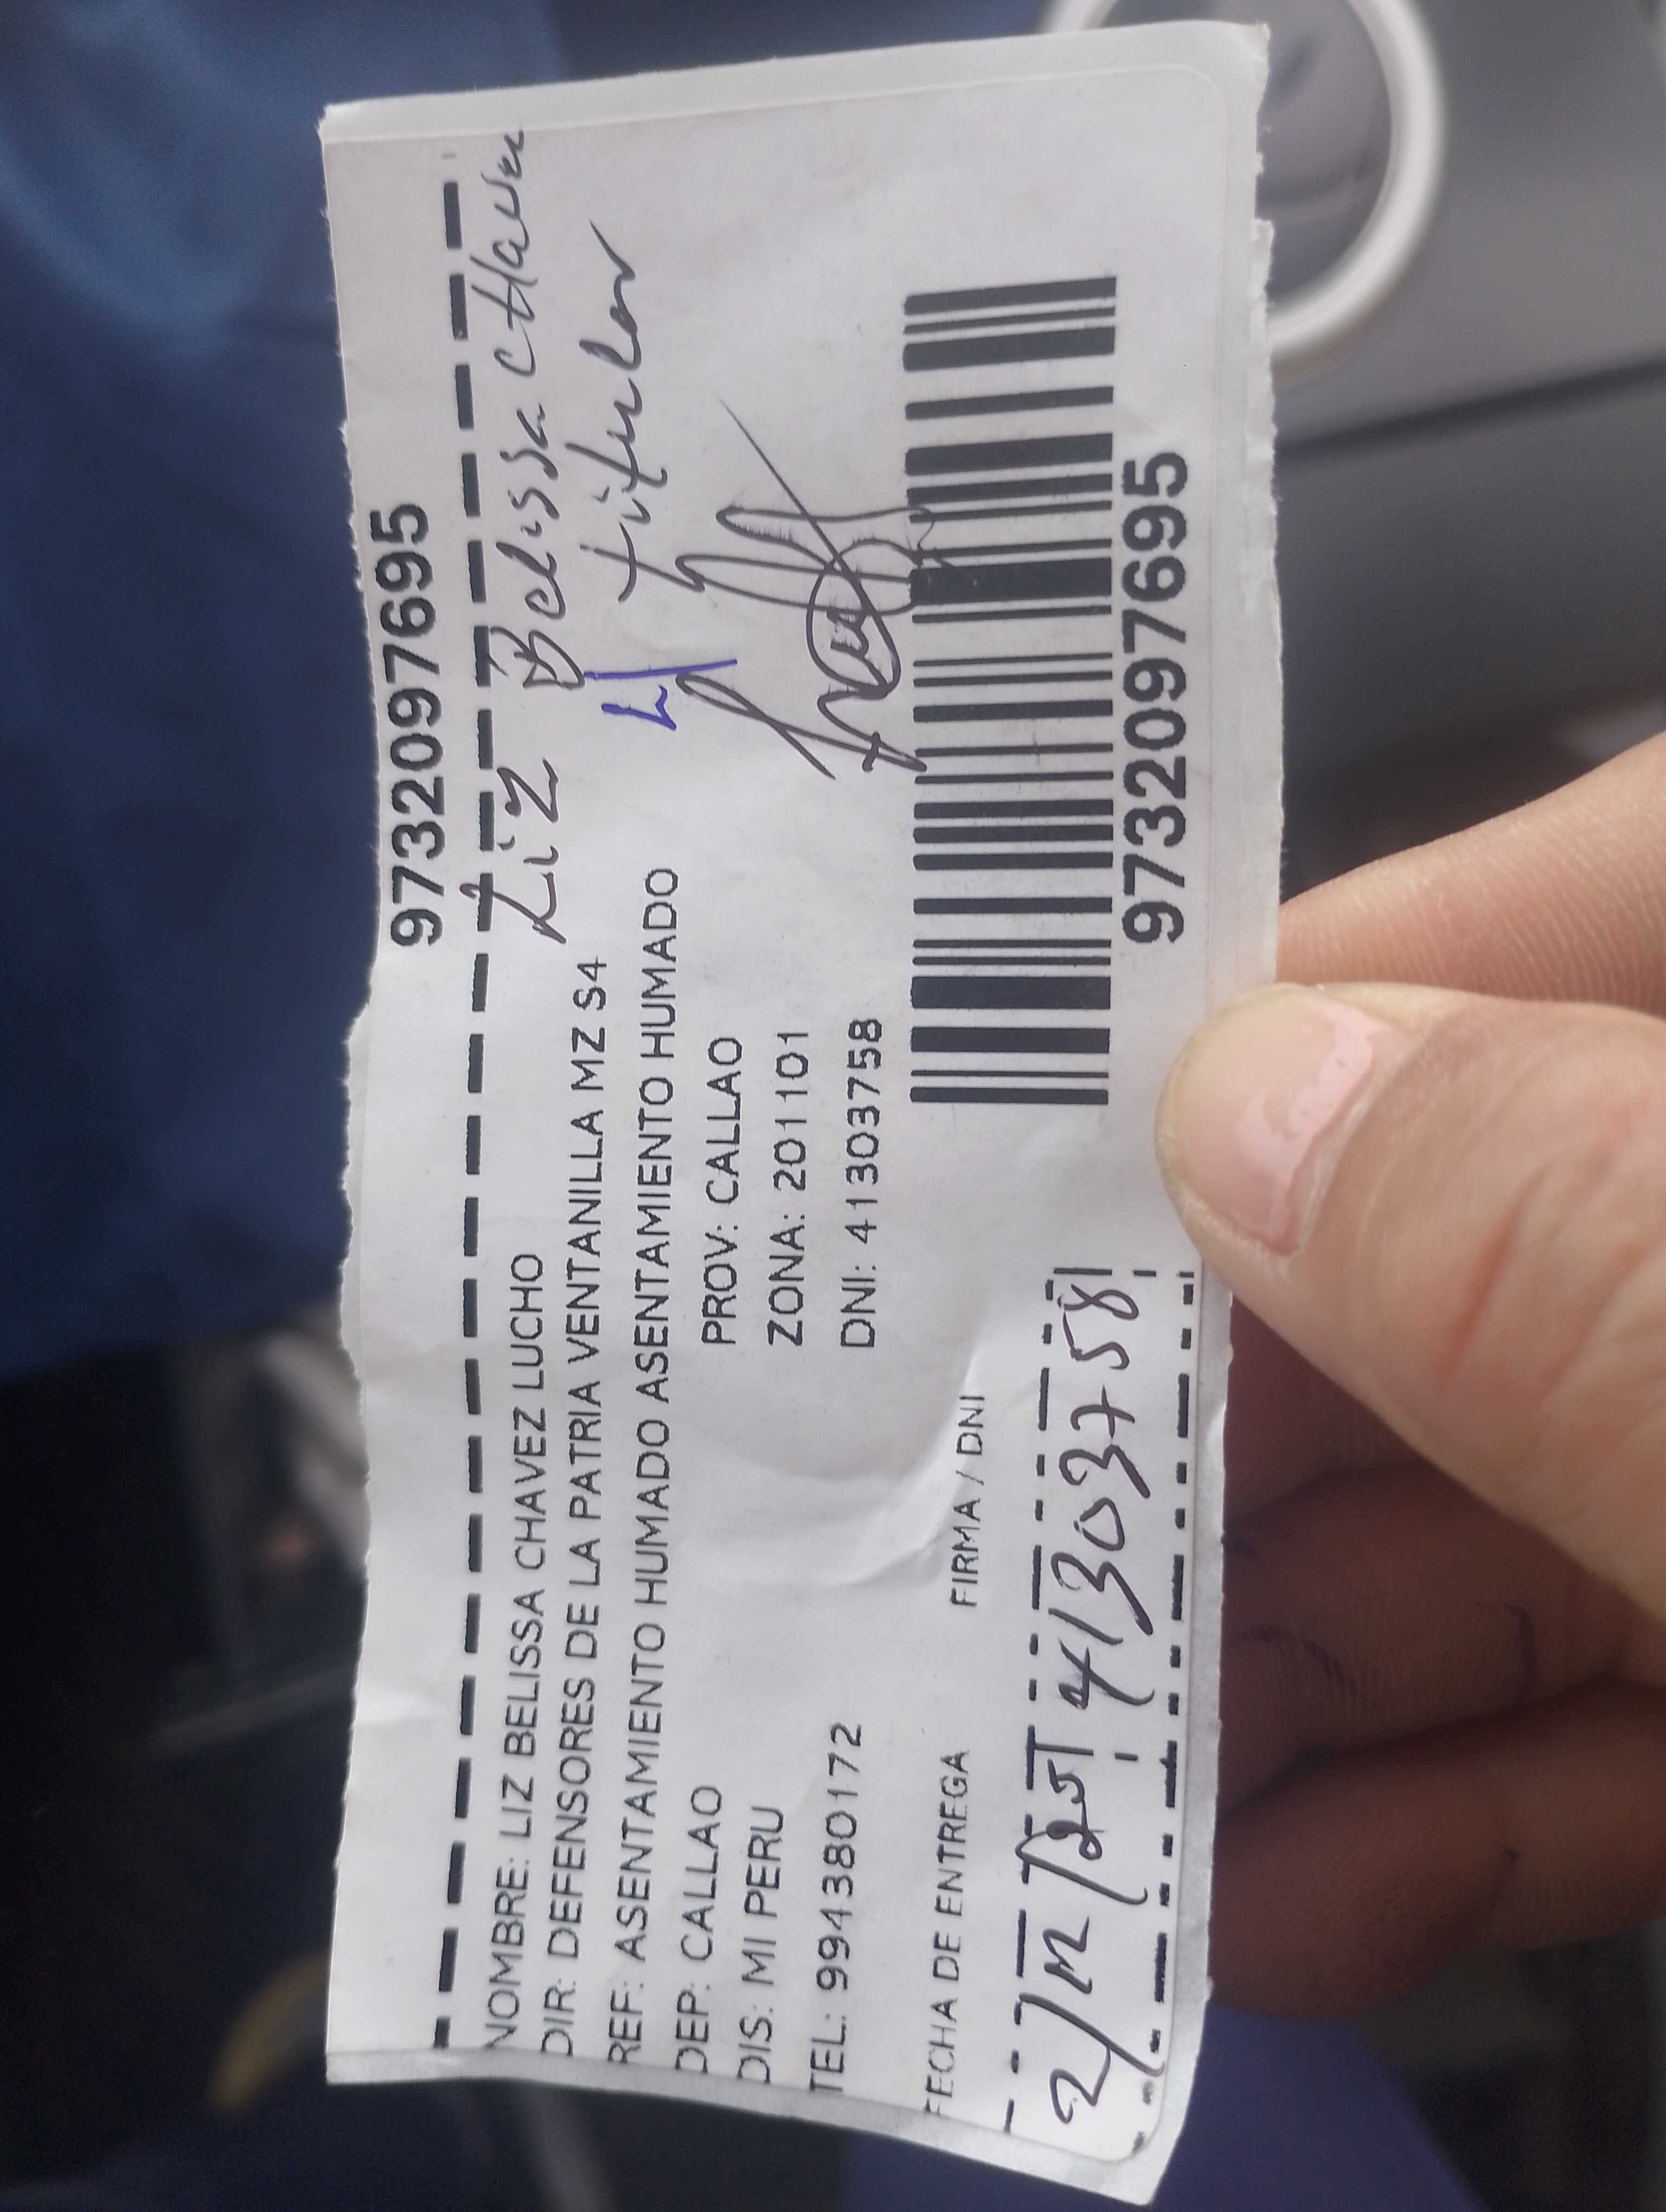 9732097695
Liz Belissa CHavez
titular
NOMBRE: LIZ BELISSA CHAVEZ LUCHO
DIR: DEFENSORES DE LA PATRIA VENTANILLA MZ S4
REF: ASENTAMIENTO HUMADO ASENTAMIENTO HUMADO
DEP: CALLAO PROV: CALLAO
DIS: MI PERU ZONA: 201101
TEL: 994380172 DNI: 41303758
FECHA DE ENTREGA FIRMA / DNI
41303758
9732097695